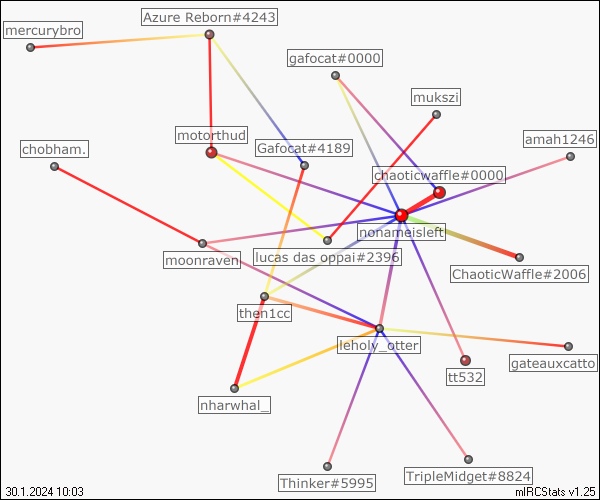 Azure Reborn#4243
mercurybro
gafocat#0000
mukszi
motorthud
amah1246
chobham.
Gafocat#4189
chaoticwaffle#0000
nonameisleft
moonraven
lucas das oppai#2396
ChaoticWaffle#2006
then1cc
leholy_otter
gateauxcatto
tt532
nharwhal_
TripleMidget#8824
Thinker#5995
30.1.2024 10:03
mIRCStats v1.25